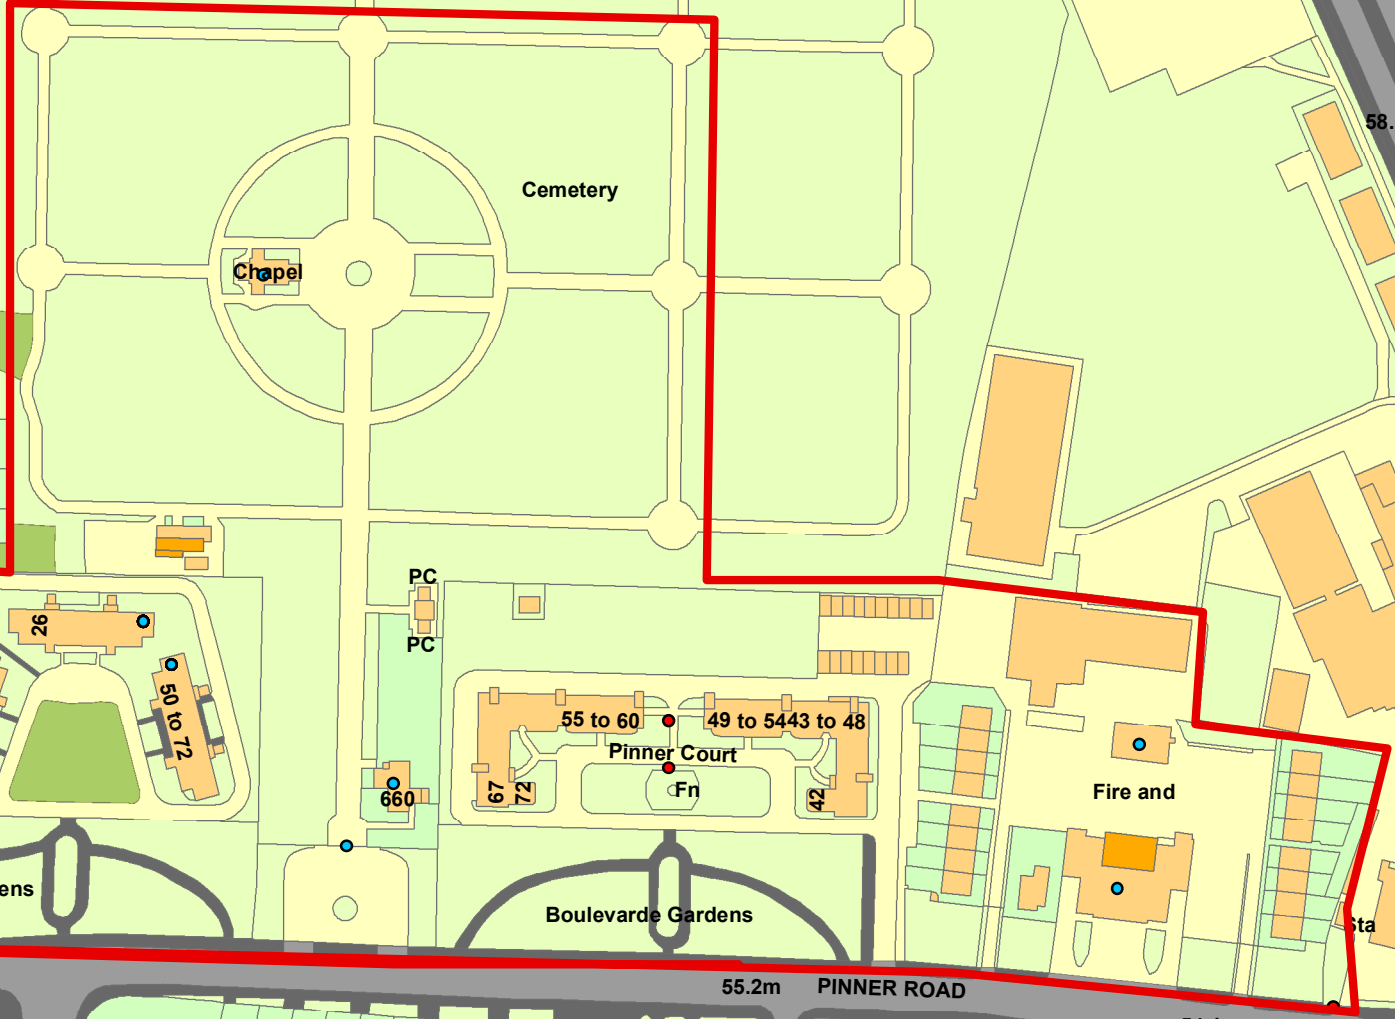 58.
Cemetery
Chapel
PC
PC
26
50 to 72
55 to 60
49 to 54
43 to 48
Pinner Court
67
72
Fn
42
660
Fire and
ens
Boulevarde Gardens
Sta
55.2m
PINNER ROAD